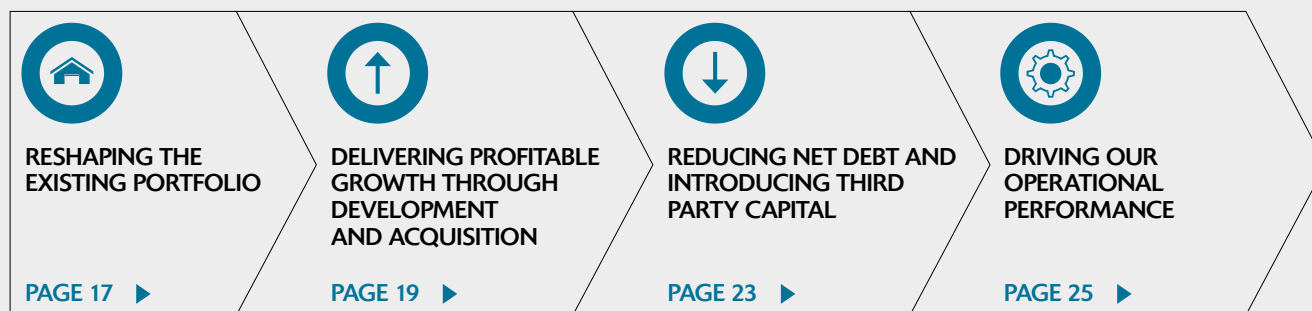 RESHAPING THE
EXISTING PORTFOLIO
PAGE 17
DELIVERING PROFITABLE
GROWTH THROUGH
DEVELOPMENT
AND ACQUISITION
PAGE 19
REDUCING NET DEBT AND
INTRODUCING THIRD
PARTY CAPITAL
PAGE 23
DRIVING OUR
OPERATIONAL
PERFORMANCE
PAGE 25